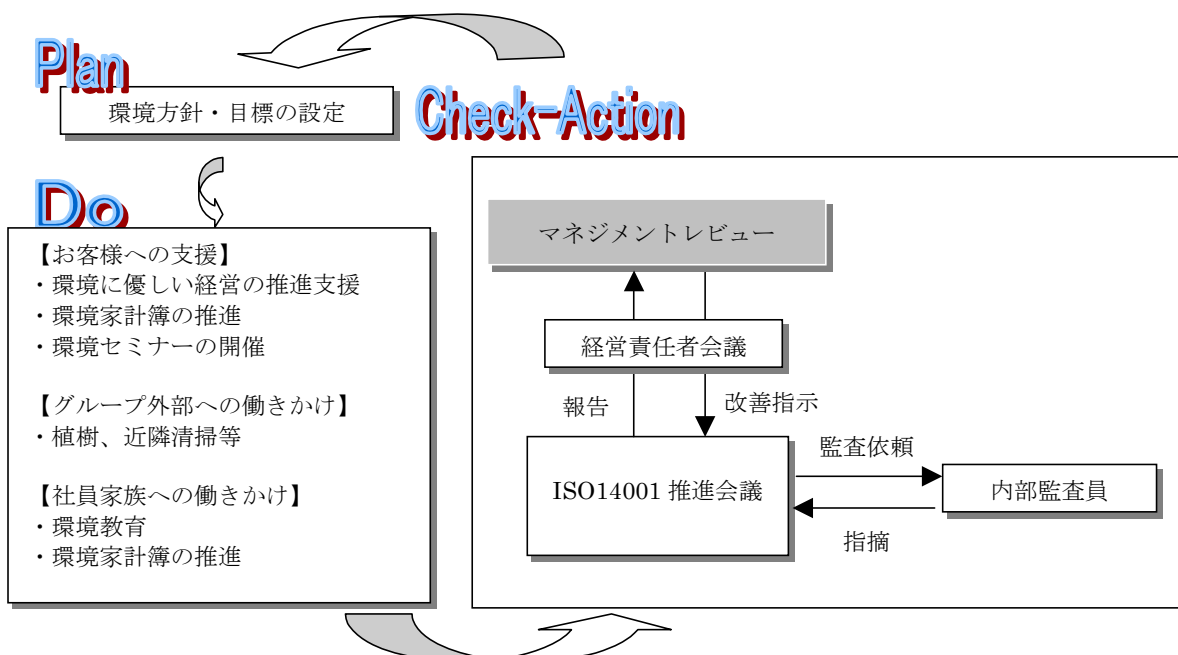 Plan
環境方針・目標の設定
Check-Action
Do
【お客様への支援】
・環境に優しい経営の推進支援
・環境家計簿の推進
・環境セミナーの開催
【グループ外部への働きかけ】
・植樹、近隣清掃等
【社員家族への働きかけ】
・環境教育
・環境家計簿の推進
マネジメントレビュー
経営責任者会議
報告
改善指示
ISO14001 推進会議
監査依頼
内部監査員
指摘